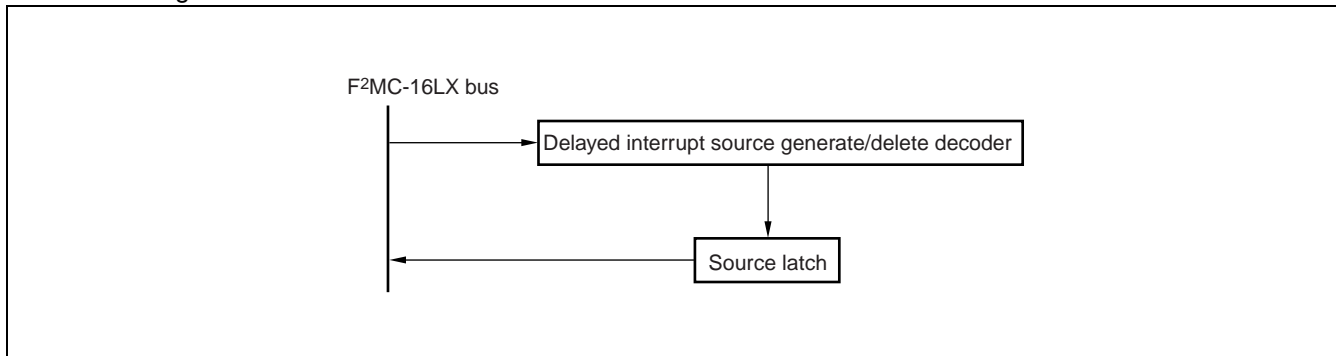 F²MC-16LX bus
Delayed interrupt source generate/delete decoder
Source latch